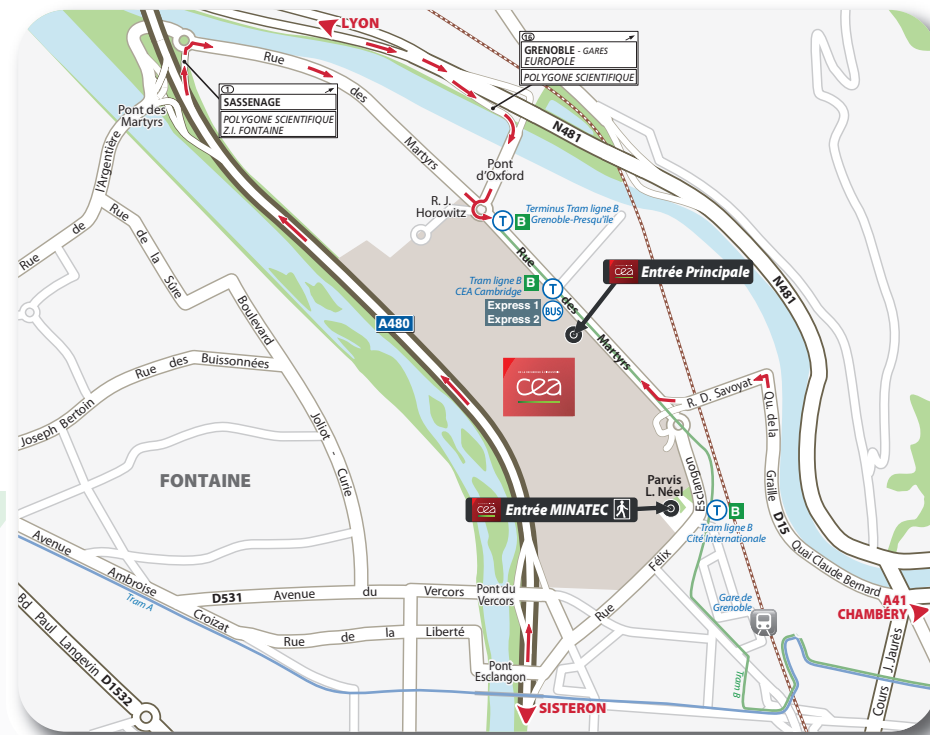 LYON
16
GRENOBLE - GARES
EUROPOLE
POLYGONE SCIENTIFIQUE
1
SASSENAGE
POLYGONE SCIENTIFIQUE
Z.I. FONTAINE
Rue des Martyrs
Pont des
Martyrs
N481
Pont
d'Oxford
R. J.
Horowitz
Terminus Tram ligne B
Grenoble-Presqu'île
T
B
Rue de l'Argentière
Rue de la Sûre
Tram ligne B
CEA Cambridge
B
T
Express 1
Express 2
BUS
cea Entrée Principale
Rue des Martyrs
N481
A480
Boulevard Joliot - Curie
Rue des Buissonnées
Joseph Bertoin
cea
R. D. Savoyat
Qu. de la Graille
D15
Quai Claude Bernard
FONTAINE
Parvis
L. Néel
Esclangon
cea Entrée MINATEC
T
B
Tram ligne B
Cité Internationale
Rue Félix
Avenue Ambroise Croizat
Tram A
D531 Avenue du Vercors
Pont du
Vercors
Rue de la Liberté
Pont
Esclangon
Gare de
Grenoble
A41
CHAMBÉRY
Cours J. Jaurès
Tram B
Bd Paul Langevin D1532
SISTERON